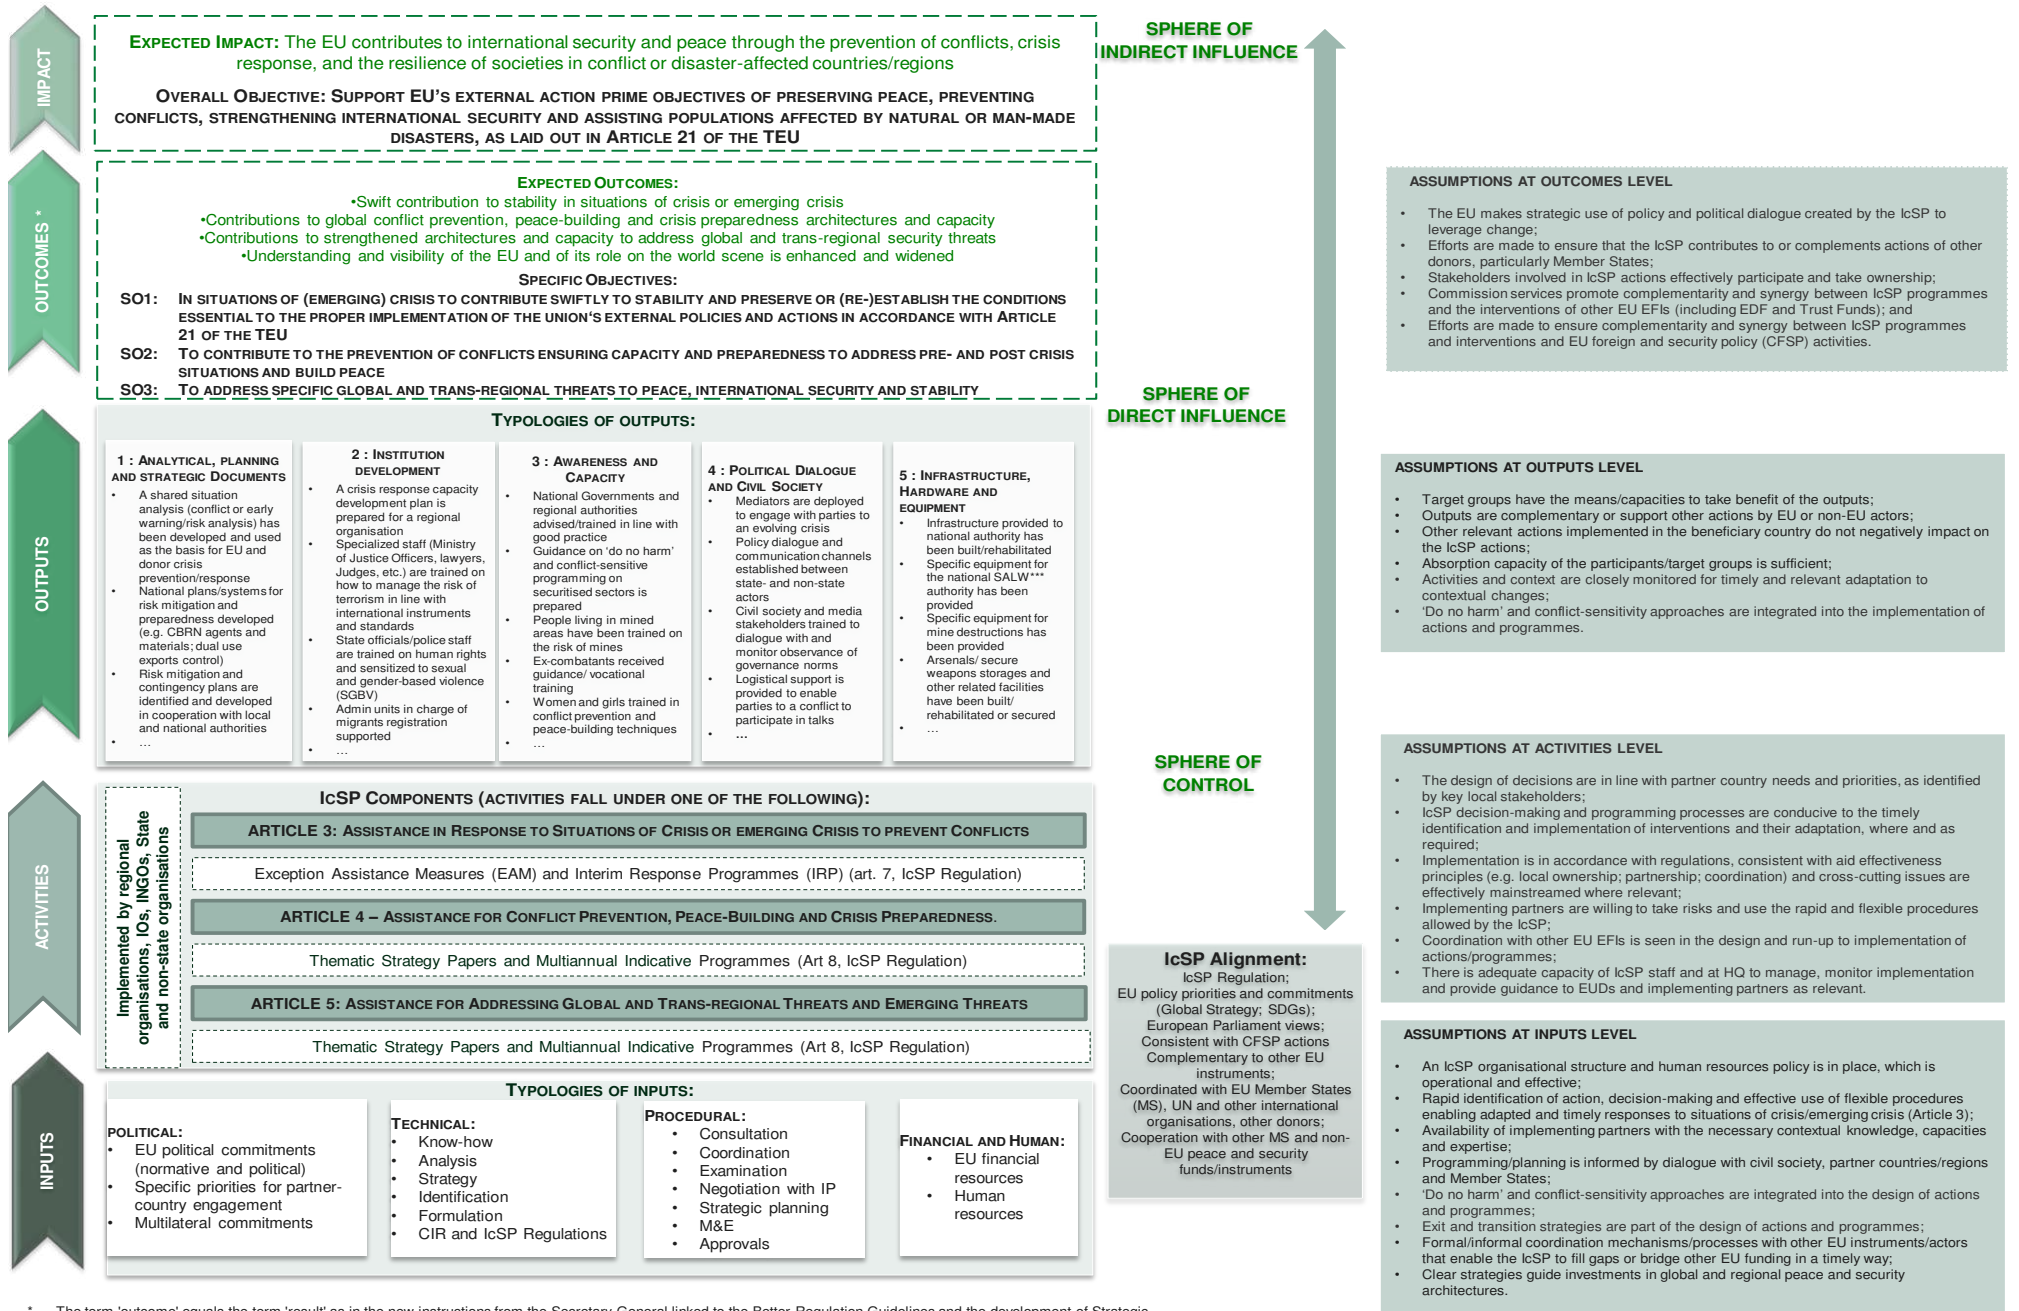 IMPACT
EXPECTED IMPACT: The EU contributes to international security and peace through the prevention of conflicts, crisis
response, and the resilience of societies in conflict or disaster-affected countries/regions
OVERALL OBJECTIVE: SUPPORT EU'S EXTERNAL ACTION PRIME OBJECTIVES OF PRESERVING PEACE, PREVENTING
CONFLICTS, STRENGTHENING INTERNATIONAL SECURITY AND ASSISTING POPULATIONS AFFECTED BY NATURAL OR MAN-MADE
DISASTERS, AS LAID OUT IN ARTICLE 21 OF THE TEU
SPHERE OF
INDIRECT INFLUENCE
OUTCOMES *
EXPECTED OUTCOMES:
•Swift contribution to stability in situations of crisis or emerging crisis
•Contributions to global conflict prevention, peace-building and crisis preparedness architectures and capacity
•Contributions to strengthened architectures and capacity to address global and trans-regional security threats
•Understanding and visibility of the EU and of its role on the world scene is enhanced and widened
SPECIFIC OBJECTIVES:
SO1: IN SITUATIONS OF (EMERGING) CRISIS TO CONTRIBUTE SWIFTLY TO STABILITY AND PRESERVE OR (RE-)ESTABLISH THE CONDITIONS
ESSENTIAL TO THE PROPER IMPLEMENTATION OF THE UNION'S EXTERNAL POLICIES AND ACTIONS IN ACCORDANCE WITH ARTICLE
21 OF THE TEU
SO2: TO CONTRIBUTE TO THE PREVENTION OF CONFLICTS ENSURING CAPACITY AND PREPAREDNESS TO ADDRESS PRE- AND POST CRISIS
SITUATIONS AND BUILD PEACE
SO3: TO ADDRESS SPECIFIC GLOBAL AND TRANS-REGIONAL THREATS TO PEACE, INTERNATIONAL SECURITY AND STABILITY
SPHERE OF
DIRECT INFLUENCE
ASSUMPTIONS AT OUTCOMES LEVEL
• The EU makes strategic use of policy and political dialogue created by the IcSP to
leverage change;
• Efforts are made to ensure that the IcSP contributes to or complements actions of other
donors, particularly Member States;
• Stakeholders involved in IcSP actions effectively participate and take ownership;
• Commission services promote complementarity and synergy between IcSP programmes
and the interventions of other EU EFIs (including EDF and Trust Funds); and
• Efforts are made to ensure complementarity and synergy between IcSP programmes
and interventions and EU foreign and security policy (CFSP) activities.
OUTPUTS
TYPOLOGIES OF OUTPUTS:
1 : ANALYTICAL, PLANNING
AND STRATEGIC DOCUMENTS
• A shared situation
analysis (conflict or early
warning/risk analysis) has
been developed and used
as the basis for EU and
donor crisis
prevention/response
• National plans/systems for
risk mitigation and
preparedness developed
(e.g. CBRN agents and
materials; dual use
exports control)
• Risk mitigation and
contingency plans are
identified and developed
in cooperation with local
and national authorities
• ...
2 : INSTITUTION
DEVELOPMENT
• A crisis response capacity
development plan is
prepared for a regional
organisation
• Specialized staff (Ministry
of Justice Officers, lawyers,
Judges, etc.) are trained on
how to manage the risk of
terrorism in line with
international instruments
and standards
• State officials/police staff
are trained on human rights
and sensitized to sexual
and gender-based violence
(SGBV)
• Admin units in charge of
migrants registration
supported
• ...
3 : AWARENESS AND
CAPACITY
• National Governments and
regional authorities
advised/trained in line with
good practice
• Guidance on 'do no harm'
and conflict-sensitive
programming on
securitised sectors is
prepared
• People living in mined
areas have been trained on
the risk of mines
• Ex-combatants received
guidance/ vocational
training
• Women and girls trained in
conflict prevention and
peace-building techniques
• ...
4 : POLITICAL DIALOGUE
AND CIVIL SOCIETY
• Mediators are deployed
to engage with parties to
an evolving crisis
• Policy dialogue and
communication channels
established between
state- and non-state
actors
• Civil society and media
stakeholders trained to
dialogue with and
monitor observance of
governance norms
• Logistical support is
provided to enable
parties to a conflict to
participate in talks
• ...
5 : INFRASTRUCTURE,
HARDWARE AND
EQUIPMENT
• Infrastructure provided to
national authority has
been built/rehabilitated
• Specific equipment for
the national SALW***
authority has been
provided
• Specific equipment for
mine destructions has
been provided
• Arsenals/ secure
weapons storages and
other related facilities
have been built/
rehabilitated or secured
• ...
ASSUMPTIONS AT OUTPUTS LEVEL
• Target groups have the means/capacities to take benefit of the outputs;
• Outputs are complementary or support other actions by EU or non-EU actors;
• Other relevant actions implemented in the beneficiary country do not negatively impact on
the IcSP actions;
• Absorption capacity of the participants/target groups is sufficient;
• Activities and context are closely monitored for timely and relevant adaptation to
contextual changes;
• 'Do no harm' and conflict-sensitivity approaches are integrated into the implementation of
actions and programmes.
SPHERE OF
CONTROL
ACTIVITIES
Implemented by regional
organisations, IOs, INGOs, State
and non-state organisations
ICSP COMPONENTS (ACTIVITIES FALL UNDER ONE OF THE FOLLOWING):
ARTICLE 3: ASSISTANCE IN RESPONSE TO SITUATIONS OF CRISIS OR EMERGING CRISIS TO PREVENT CONFLICTS
Exception Assistance Measures (EAM) and Interim Response Programmes (IRP) (art. 7, IcSP Regulation)
ARTICLE 4 – ASSISTANCE FOR CONFLICT PREVENTION, PEACE-BUILDING AND CRISIS PREPAREDNESS.
Thematic Strategy Papers and Multiannual Indicative Programmes (Art 8, IcSP Regulation)
ARTICLE 5: ASSISTANCE FOR ADDRESSING GLOBAL AND TRANS-REGIONAL THREATS AND EMERGING THREATS
Thematic Strategy Papers and Multiannual Indicative Programmes (Art 8, IcSP Regulation)
ASSUMPTIONS AT ACTIVITIES LEVEL
• The design of decisions are in line with partner country needs and priorities, as identified
by key local stakeholders;
• IcSP decision-making and programming processes are conducive to the timely
identification and implementation of interventions and their adaptation, where and as
required;
• Implementation is in accordance with regulations, consistent with aid effectiveness
principles (e.g. local ownership; partnership; coordination) and cross-cutting issues are
effectively mainstreamed where relevant;
• Implementing partners are willing to take risks and use the rapid and flexible procedures
allowed by the IcSP;
• Coordination with other EU EFIs is seen in the design and run-up to implementation of
actions/programmes;
• There is adequate capacity of IcSP staff and at HQ to manage, monitor implementation
and provide guidance to EUDs and implementing partners as relevant.
IcSP Alignment:
IcSP Regulation;
EU policy priorities and commitments
(Global Strategy; SDGs);
European Parliament views;
Consistent with CFSP actions
Complementary to other EU
instruments;
Coordinated with EU Member States
(MS), UN and other international
organisations, other donors;
Cooperation with other MS and non-
EU peace and security
funds/instruments
INPUTS
TYPOLOGIES OF INPUTS:
POLITICAL:
• EU political commitments
(normative and political)
• Specific priorities for partner-
country engagement
• Multilateral commitments
TECHNICAL:
• Know-how
• Analysis
• Strategy
• Identification
• Formulation
• CIR and IcSP Regulations
PROCEDURAL:
• Consultation
• Coordination
• Examination
• Negotiation with IP
• Strategic planning
• M&E
• Approvals
FINANCIAL AND HUMAN:
• EU financial
resources
• Human
resources
ASSUMPTIONS AT INPUTS LEVEL
• An IcSP organisational structure and human resources policy is in place, which is
operational and effective;
• Rapid identification of action, decision-making and effective use of flexible procedures
enabling adapted and timely responses to situations of crisis/emerging crisis (Article 3);
• Availability of implementing partners with the necessary contextual knowledge, capacities
and expertise;
• Programming/planning is informed by dialogue with civil society, partner countries/regions
and Member States;
• 'Do no harm' and conflict-sensitivity approaches are integrated into the design of actions
and programmes;
• Exit and transition strategies are part of the design of actions and programmes;
• Formal/informal coordination mechanisms/processes with other EU instruments/actors
that enable the IcSP to fill gaps or bridge other EU funding in a timely way;
• Clear strategies guide investments in global and regional peace and security
architectures.
* The term 'outcome' equals the term 'result' as in the new instructions from the Secretary General linked to the Better Regulation Guidelines and the development of Strategic